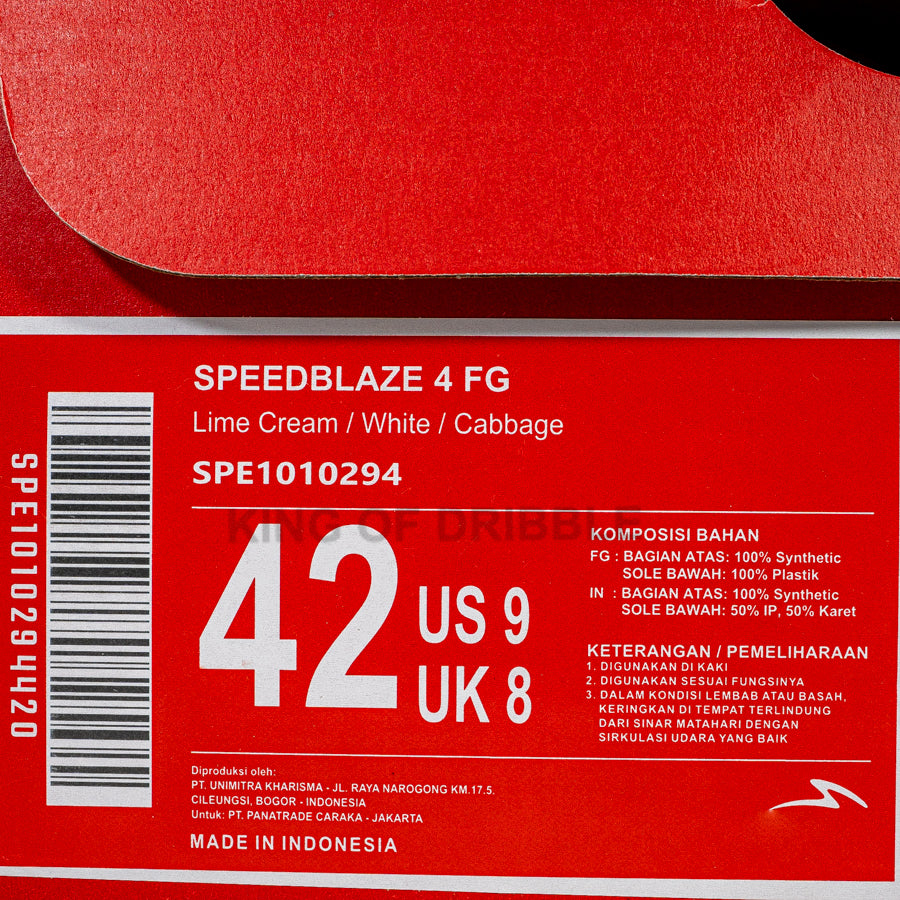 SPEEDBLAZE 4 FG
Lime Cream / White / Cabbage
SPE1010294
SPE1010294420
KING OF DRIBBLE
42
US 9
UK 8
KOMPOSISI BAHAN
FG : BAGIAN ATAS: 100% Synthetic
SOLE BAWAH: 100% Plastik
IN : BAGIAN ATAS: 100% Synthetic
SOLE BAWAH: 50% IP, 50% Karet
KETERANGAN / PEMELIHARAAN
1. DIGUNAKAN DI KAKI
2. DIGUNAKAN SESUAI FUNGSINYA
3. DALAM KONDISI LEMBAB ATAU BASAH,
KERINGKAN DI TEMPAT TERLINDUNG
DARI SINAR MATAHARI DENGAN
SIRKULASI UDARA YANG BAIK
Diproduksi oleh:
PT. UNIMITRA KHARISMA - JL. RAYA NAROGONG KM.17.5.
CILEUNGSI, BOGOR - INDONESIA
Untuk: PT. PANATRADE CARAKA - JAKARTA
MADE IN INDONESIA